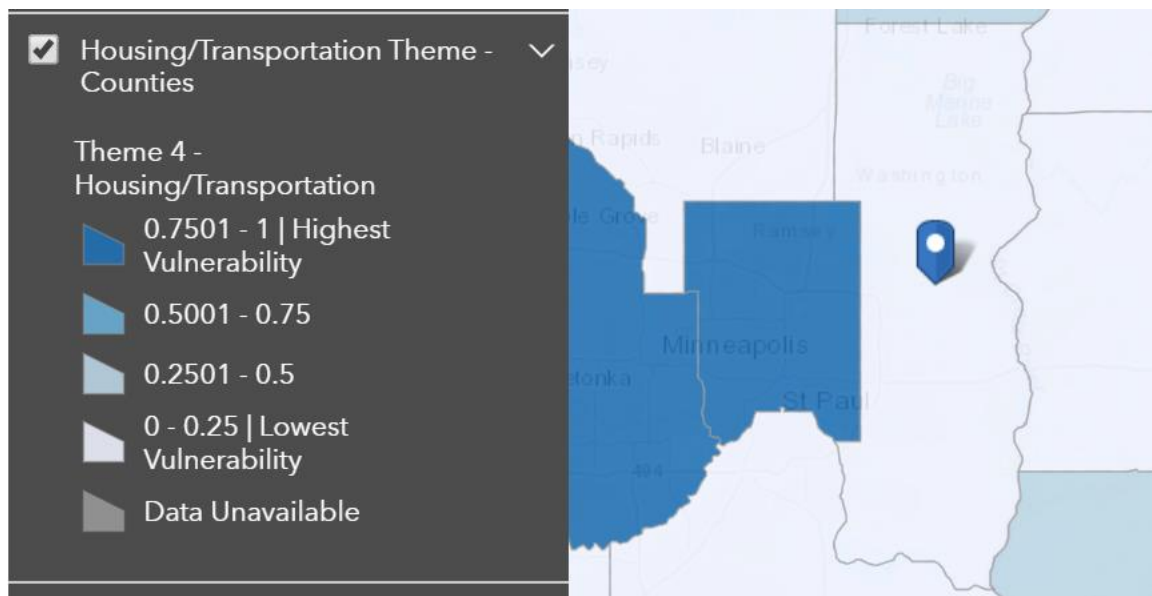 Housing/Transportation Theme -
Counties
Theme 4 -
Housing/Transportation
0.7501 - 1 | Highest
Vulnerability
0.5001 - 0.75
0.2501 - 0.5
0 - 0.25 | Lowest
Vulnerability
Data Unavailable
Forest Lake
Big
Marine
Lake
Rapids
Blaine
Washington
Grove
Ramsey
Minneapolis
St Paul
494